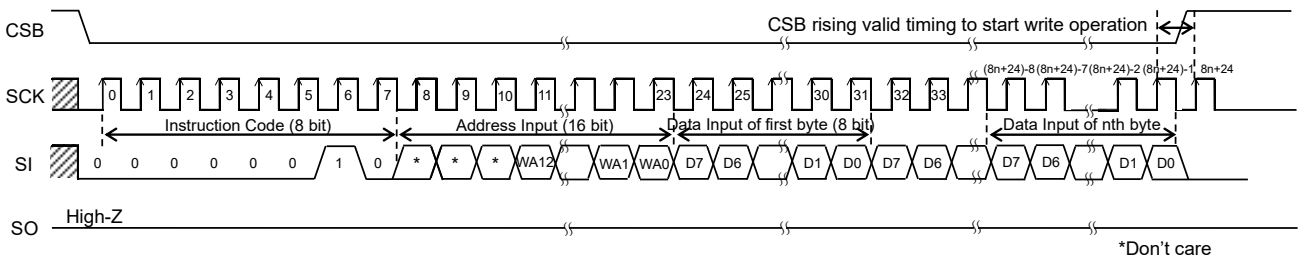 CSB rising valid timing to start write operation
CSB
(8n+24)-8 (8n+24)-7 (8n+24)-2 (8n+24)-1 8n+24
SCK 0 1 2 3 4 5 6 7 8 9 10 11 23 24 25 30 31 32 33
Instruction Code (8 bit) Address Input (16 bit) Data Input of first byte (8 bit) Data Input of nth byte
SI 0 0 0 0 0 0 1 0 * * * WA12 WA1 WA0 D7 D6 D1 D0 D7 D6 D7 D6 D1 D0
High-Z
SO
*Don't care